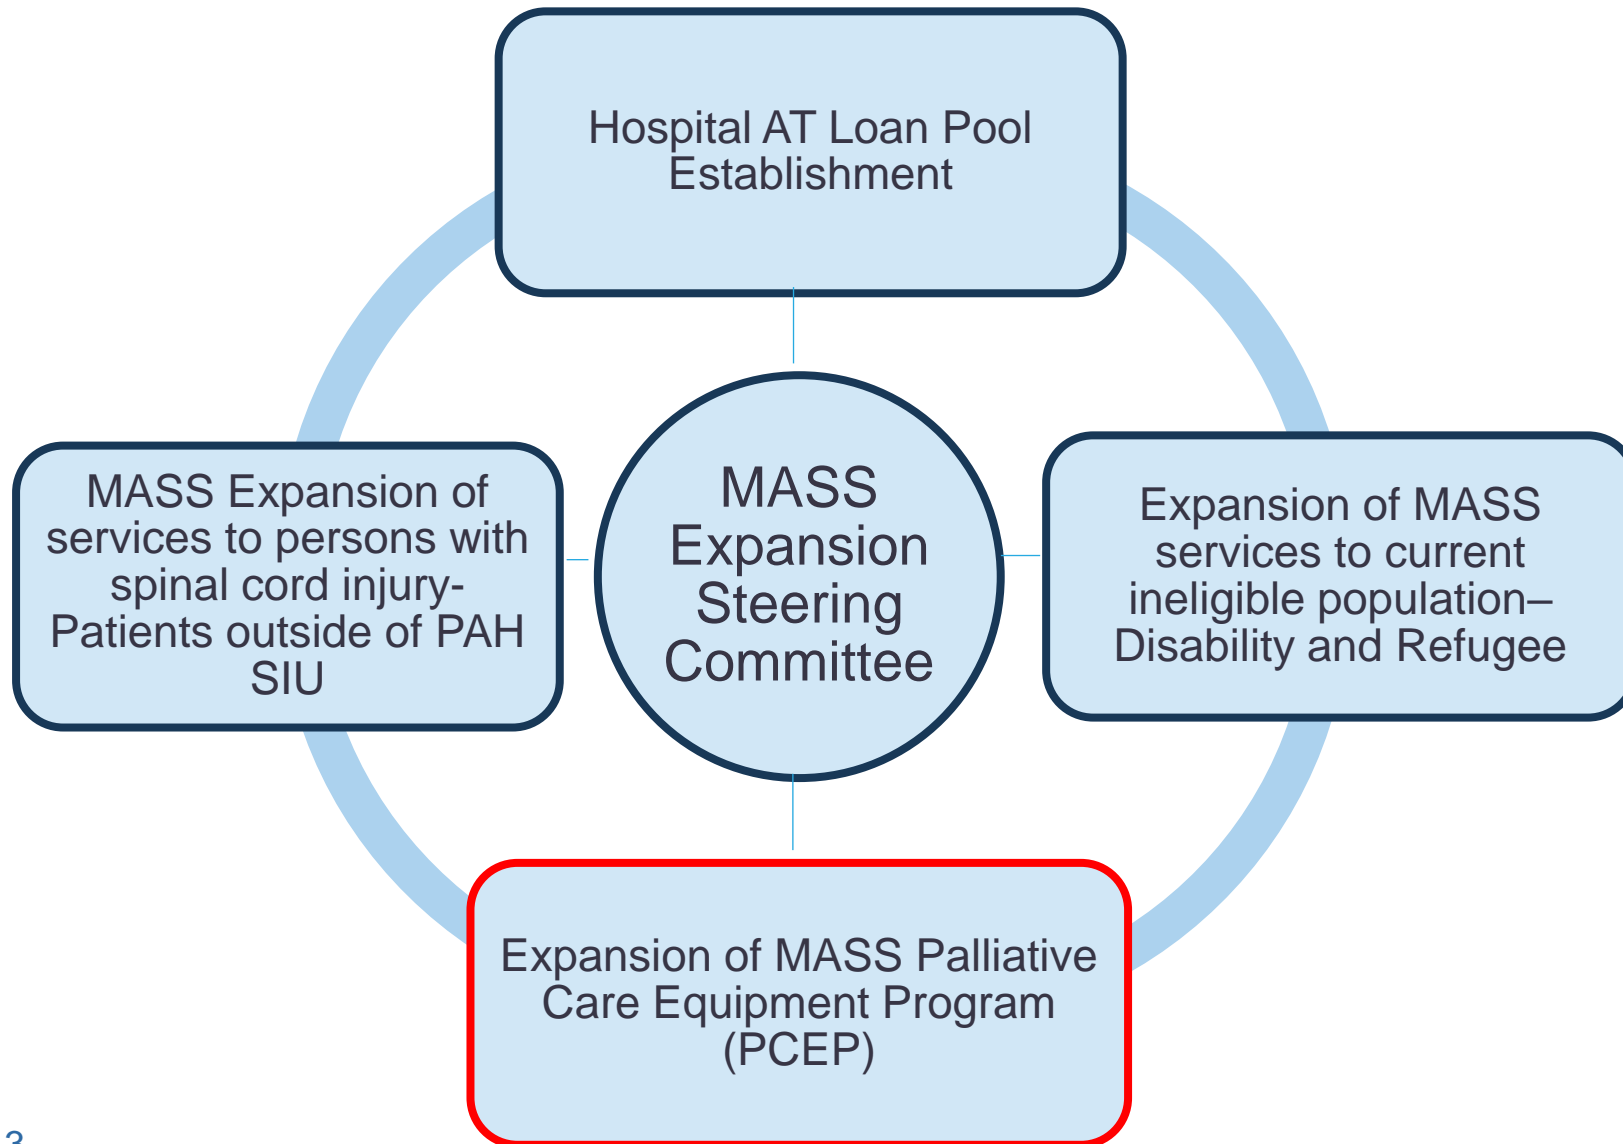 Hospital AT Loan Pool
Establishment
MASS Expansion of
services to persons with
spinal cord injury-
Patients outside of PAH
SIU
MASS
Expansion
Steering
Committee
Expansion of MASS
services to current
ineligible population–
Disability and Refugee
Expansion of MASS Palliative
Care Equipment Program
(PCEP)
3